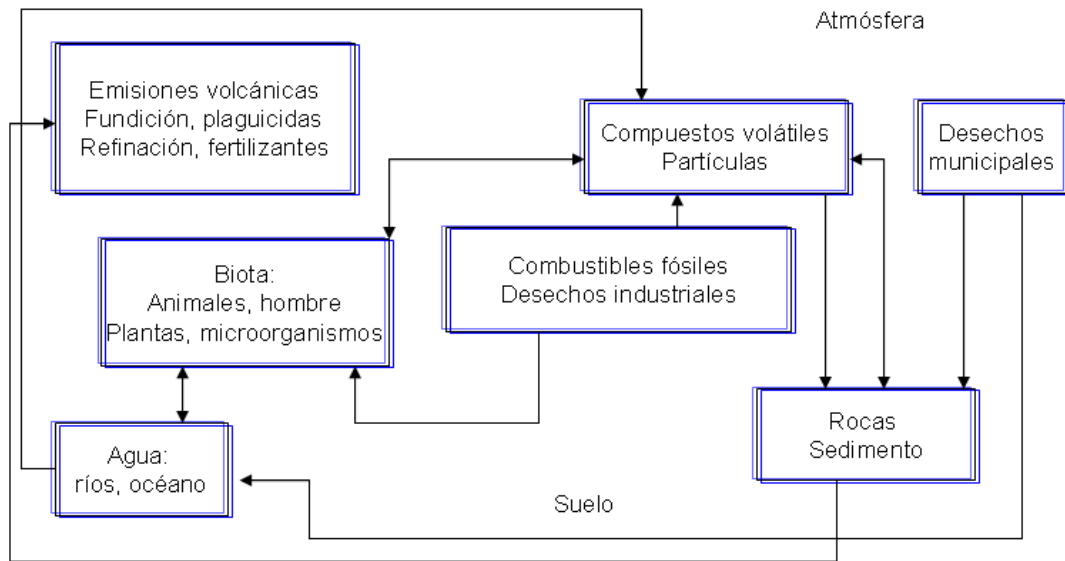 Atmósfera
Emisiones volcánicas
Fundición, plaguicidas
Refinación, fertilizantes
Compuestos volátiles
Partículas
Desechos
municipales
Biota:
Animales, hombre
Plantas, microorganismos
Combustibles fósiles
Desechos industriales
Rocas
Sedimento
Agua:
ríos, océano
Suelo